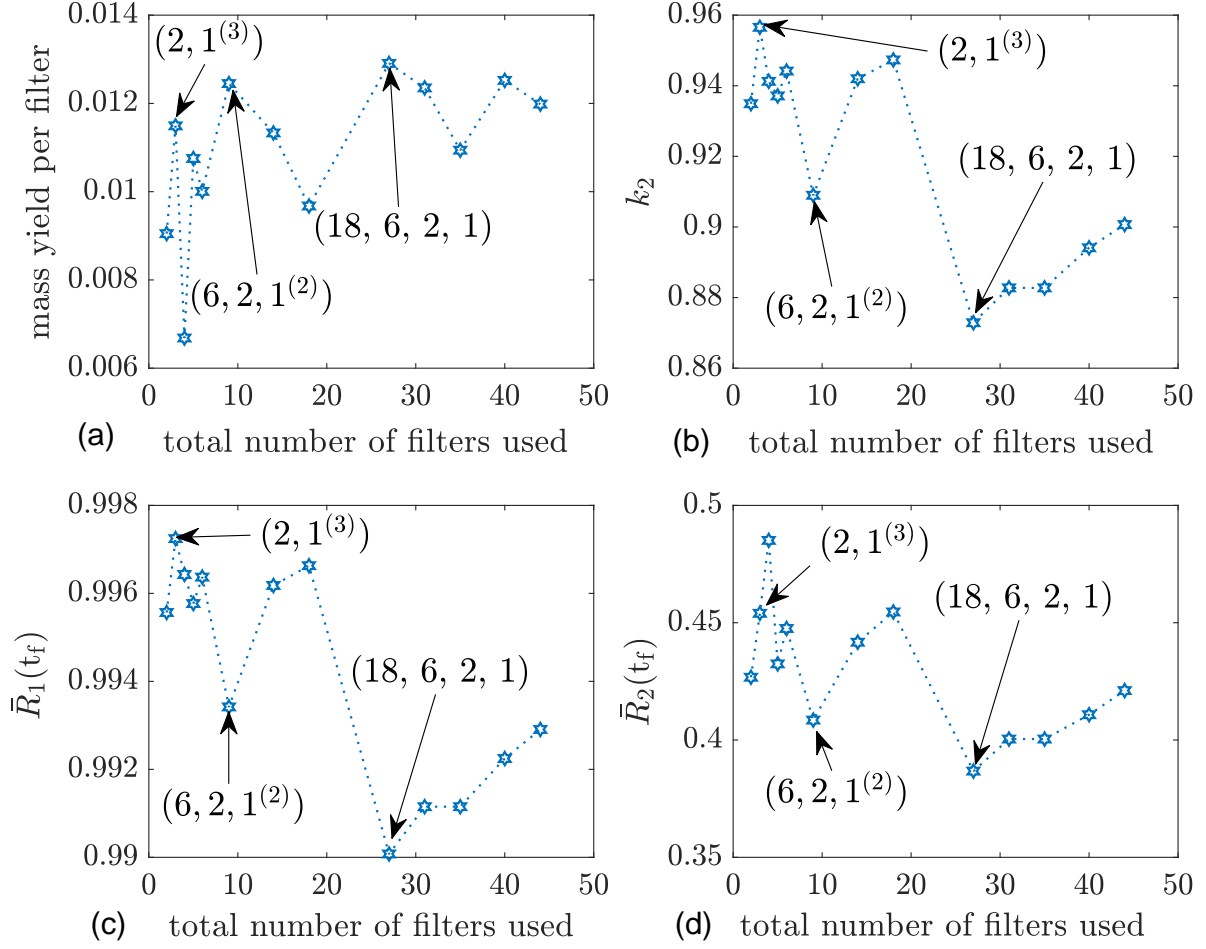 0.014
0.012
0.01
0.008
0.006
mass yield per filter
(2, 1⁽³⁾)
(18, 6, 2, 1)
(6, 2, 1⁽²⁾)
0 10 20 30 40 50
(a) total number of filters used
0.96
0.94
0.92
0.9
0.88
0.86
k₂
(2, 1⁽³⁾)
(18, 6, 2, 1)
(6, 2, 1⁽²⁾)
0 10 20 30 40 50
(b) total number of filters used
0.998
0.996
0.994
0.992
0.99
R̄₁(t_f)
(2, 1⁽³⁾)
(18, 6, 2, 1)
(6, 2, 1⁽²⁾)
0 10 20 30 40 50
(c) total number of filters used
0.5
0.45
0.4
0.35
R̄₂(t_f)
(2, 1⁽³⁾)
(18, 6, 2, 1)
(6, 2, 1⁽²⁾)
0 10 20 30 40 50
(d) total number of filters used